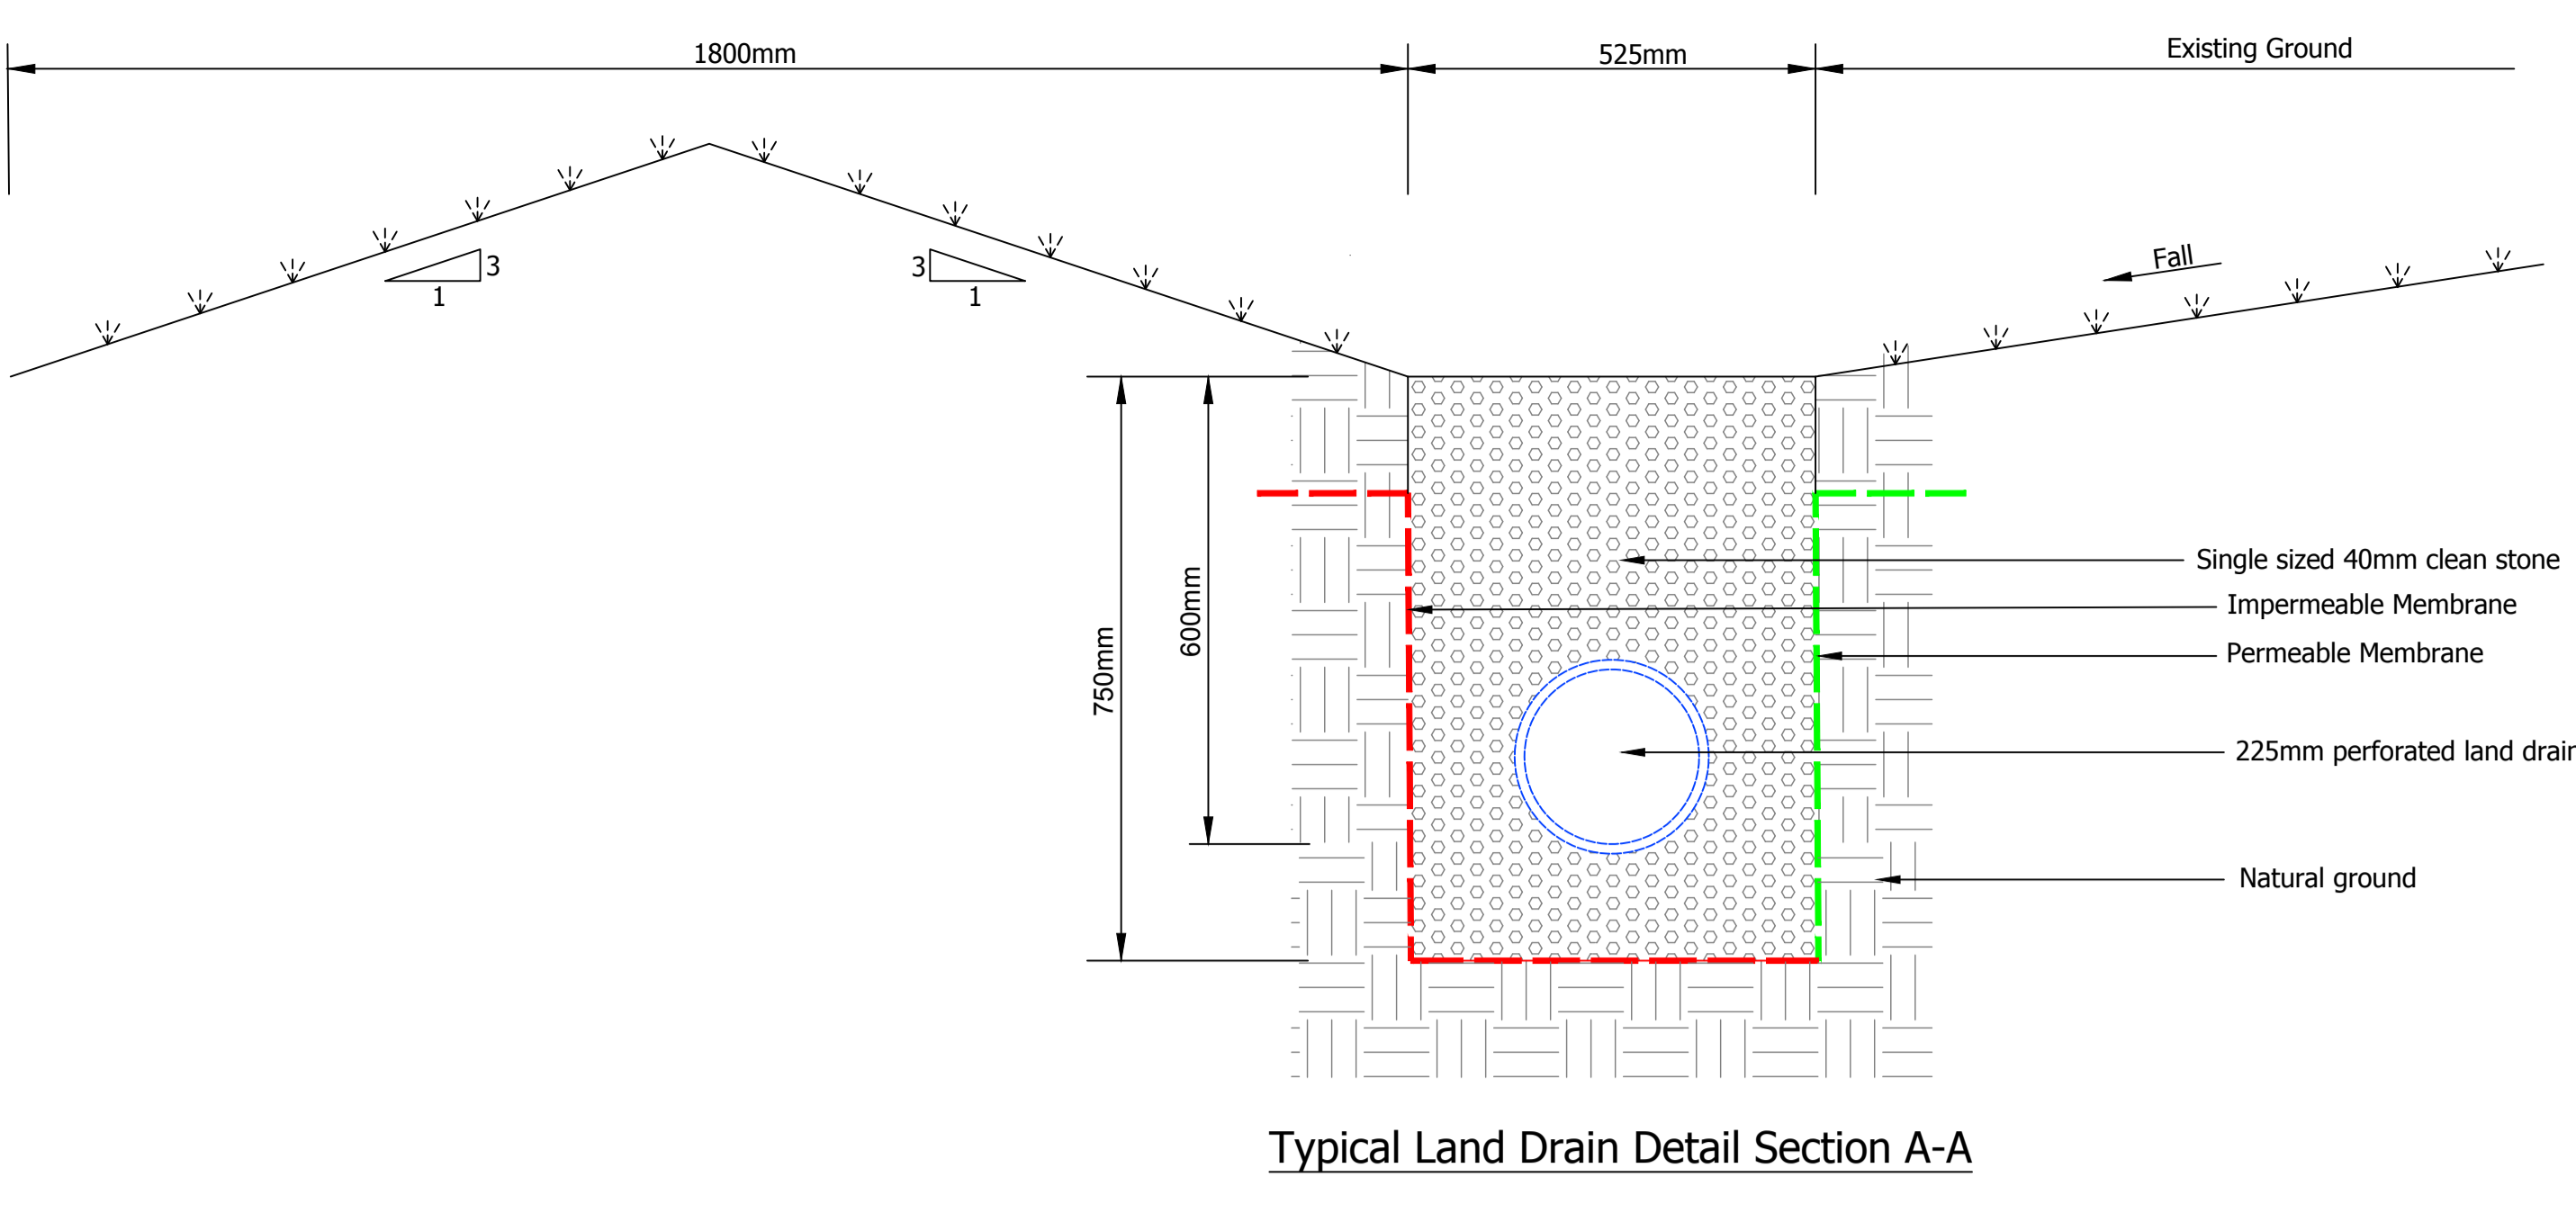 1800mm
525mm
Existing Ground
3
1
3
1
Fall
Single sized 40mm clean stone
Impermeable Membrane
Permeable Membrane
225mm perforated land drain
Natural ground
600mm
750mm
Typical Land Drain Detail Section A-A